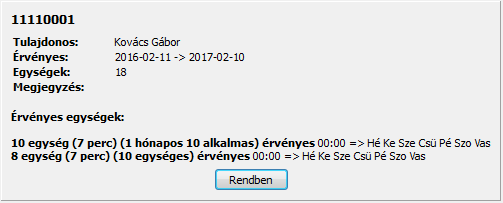 11110001
Tulajdonos: Kovács Gábor
Érvényes: 2016-02-11 -> 2017-02-10
Egységek: 18
Megjegyzés:
Érvényes egységek:
10 egység (7 perc) (1 hónapos 10 alkalmas) érvényes 00:00 => Hé Ke Sze Csü Pé Szo Vas
8 egység (7 perc) (10 egységes) érvényes 00:00 => Hé Ke Sze Csü Pé Szo Vas
Rendben